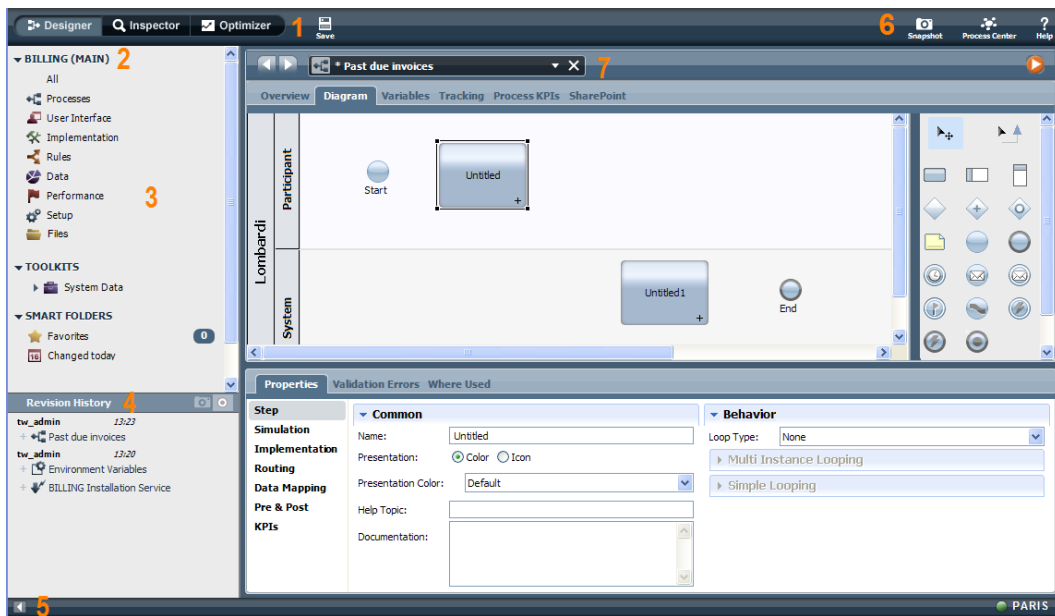 Designer Inspector Optimizer 1 Save 6 Snapshot Process Center Help
BILLING (MAIN) 2
All
Processes
User Interface
Implementation
Rules
Data
Performance
3
Setup
Files
TOOLKITS
System Data
SMART FOLDERS
Favorites 0
16 Changed today
Revision History 4
tw_admin 13:23
+ Past due invoices
tw_admin 13:20
+ Environment Variables
+ BILLING Installation Service
5
* Past due invoices 7
Overview Diagram Variables Tracking Process KPIs SharePoint
Lombardi
Participant
Start
Untitled
+
System
Untitled1
+
End
Properties Validation Errors Where Used
Step
Simulation
Implementation
Routing
Data Mapping
Pre & Post
KPIs
Common
Name: Untitled
Presentation: Color Icon
Presentation Color: Default
Help Topic:
Documentation:
Behavior
Loop Type: None
Multi Instance Looping
Simple Looping
PARIS